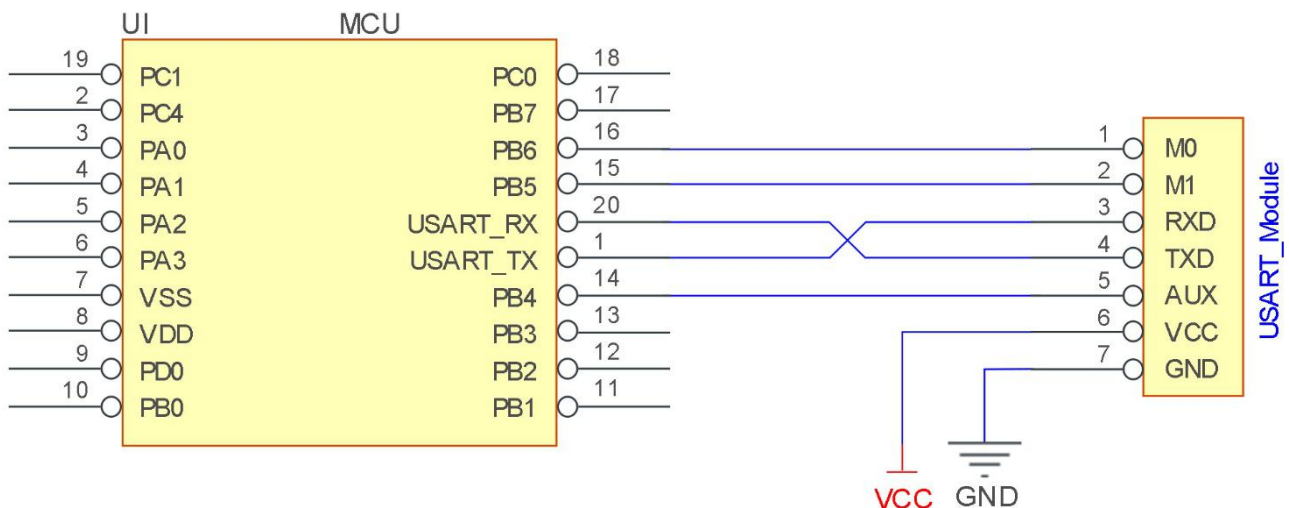 UI MCU
19 PC1 PC0 18
2 PC4 PB7 17
3 PA0 PB6 16 1 M0
4 PA1 PB5 15 2 M1
5 PA2 USART_RX 20 3 RXD
6 PA3 USART_TX 1 4 TXD
7 VSS PB4 14 5 AUX
8 VDD PB3 13 6 VCC
9 PD0 PB2 12 7 GND
10 PB0 PB1 11
USART_Module
VCC GND